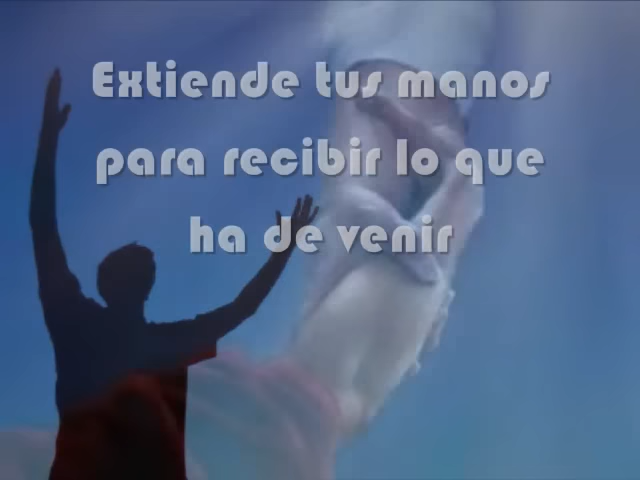 Extiende tus manos
para recibir lo que
ha de venir